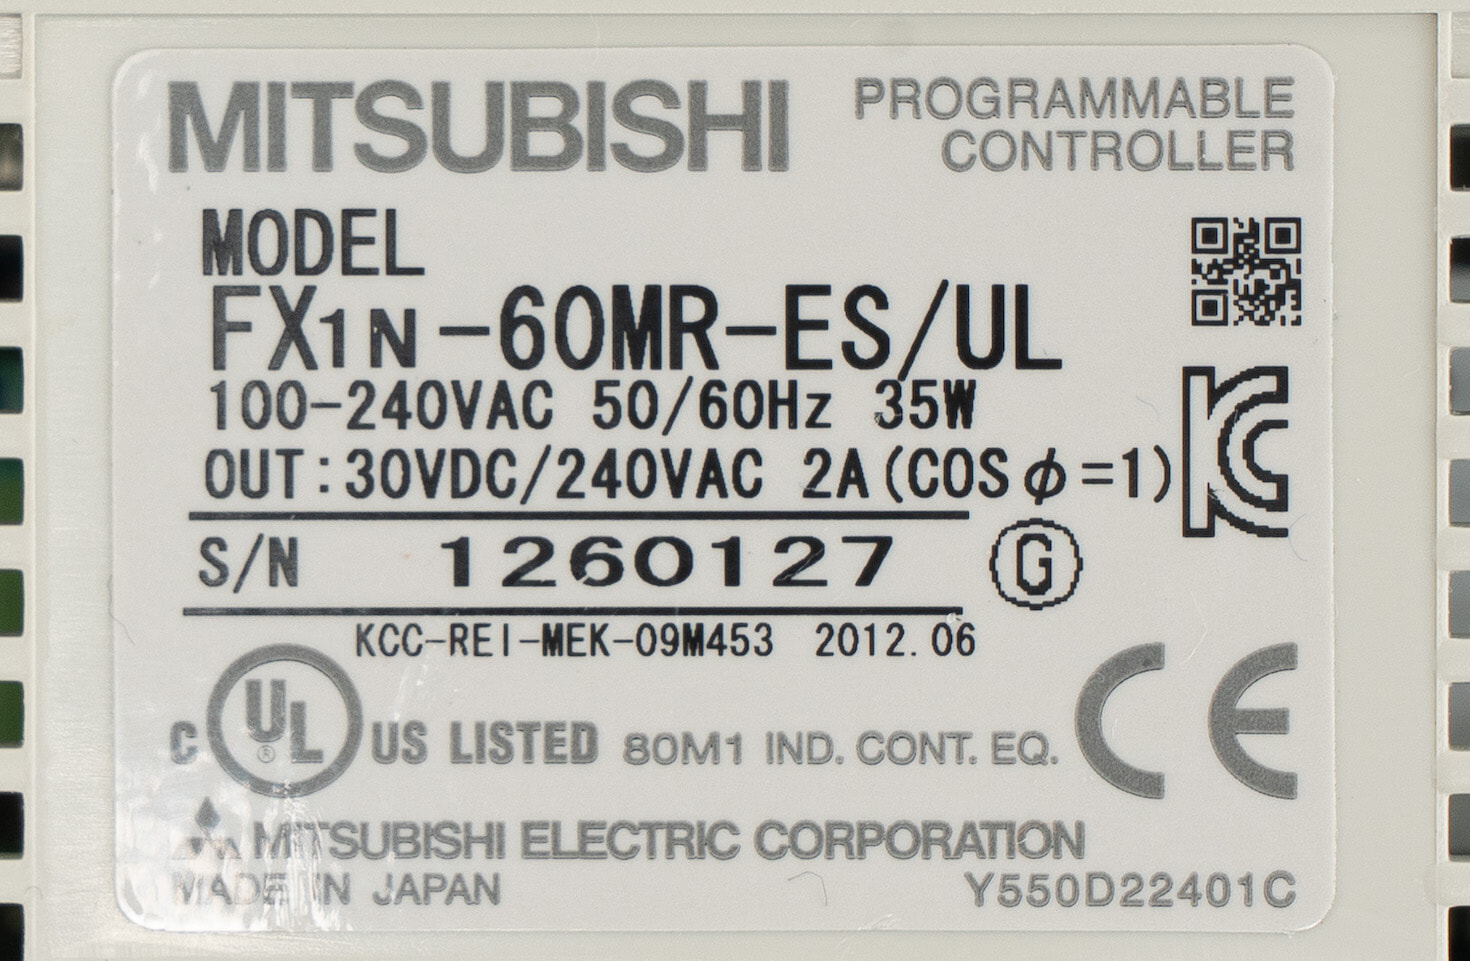 MITSUBISHI
PROGRAMMABLE
CONTROLLER
MODEL
FX1N-60MR-ES/UL
100-240VAC 50/60Hz 35W
OUT:30VDC/240VAC 2A(COSφ=1)
S/N 1260127 G
KCC-REI-MEK-09M453 2012.06
C UL® US LISTED 80M1 IND. CONT. EQ. CE
MITSUBISHI ELECTRIC CORPORATION
MADE IN JAPAN Y550D22401C